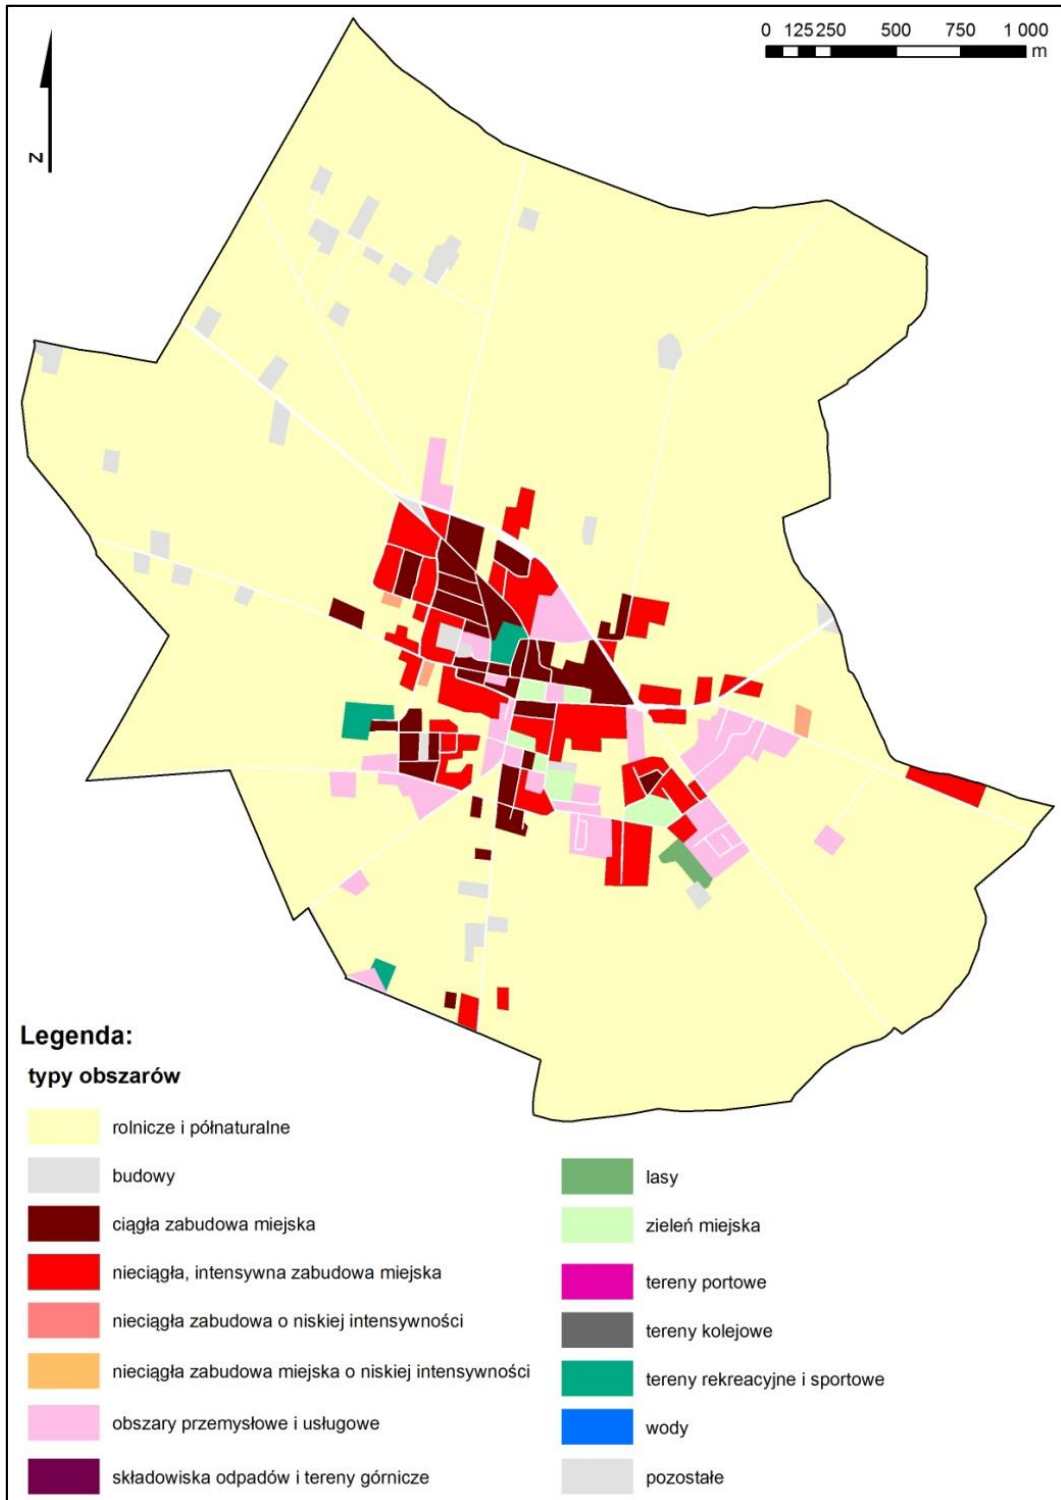 0 125 250 500 750 1 000
m
N
Legenda:
typy obszarów
rolnicze i półnaturalne
budowy
ciągła zabudowa miejska
nieciągła, intensywna zabudowa miejska
nieciągła zabudowa o niskiej intensywności
nieciągła zabudowa miejska o niskiej intensywności
obszary przemysłowe i usługowe
składowiska odpadów i tereny górnicze
lasy
zieleń miejska
tereny portowe
tereny kolejowe
tereny rekreacyjne i sportowe
wody
pozostałe